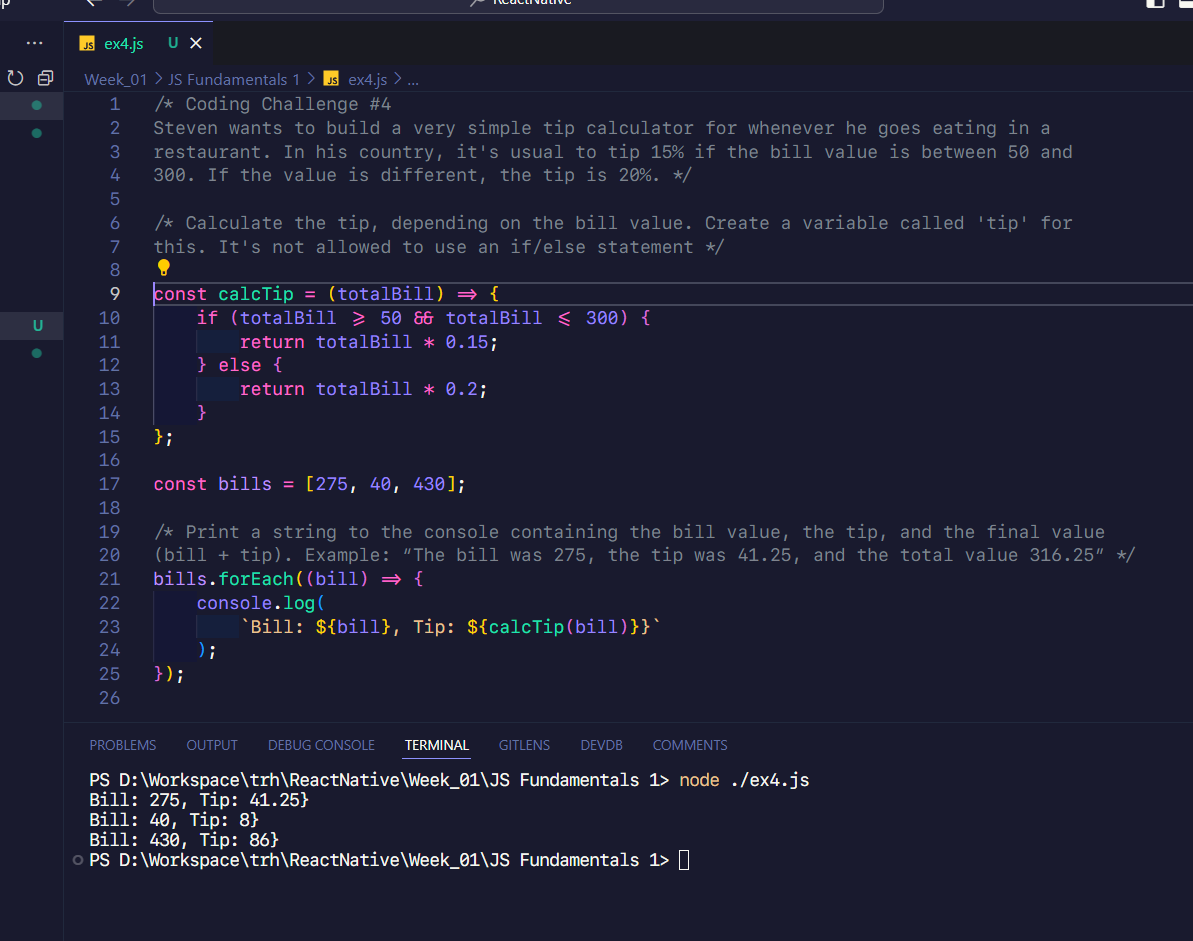 ReactNative
ex4.js U
Week_01 > JS Fundamentals 1 > JS ex4.js > ...
1 /* Coding Challenge #4
2 Steven wants to build a very simple tip calculator for whenever he goes eating in a
3 restaurant. In his country, it's usual to tip 15% if the bill value is between 50 and
4 300. If the value is different, the tip is 20%. */
5
6 /* Calculate the tip, depending on the bill value. Create a variable called 'tip' for
7 this. It's not allowed to use an if/else statement */
8
9 const calcTip = (totalBill) => {
10 if (totalBill >= 50 && totalBill <= 300) {
11 return totalBill * 0.15;
12 } else {
13 return totalBill * 0.2;
14 }
15 };
16
17 const bills = [275, 40, 430];
18
19 /* Print a string to the console containing the bill value, the tip, and the final value
20 (bill + tip). Example: “The bill was 275, the tip was 41.25, and the total value 316.25” */
21 bills.forEach((bill) => {
22 console.log(
23 `Bill: ${bill}, Tip: ${calcTip(bill)}}`
24 );
25 });
26
U
PROBLEMS OUTPUT DEBUG CONSOLE TERMINAL GITLENS DEVDB COMMENTS
PS D:\Workspace\trh\ReactNative\Week_01\JS Fundamentals 1> node ./ex4.js
Bill: 275, Tip: 41.25}
Bill: 40, Tip: 8}
Bill: 430, Tip: 86}
PS D:\Workspace\trh\ReactNative\Week_01\JS Fundamentals 1>